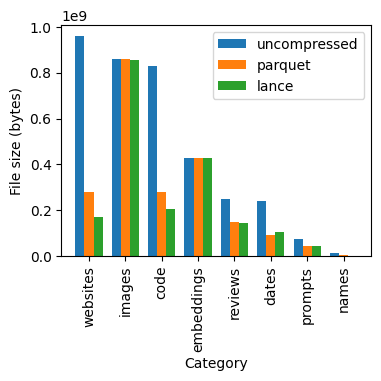 1e9
1.0
0.8
0.6
0.4
0.2
0.0
File size (bytes)
uncompressed
parquet
lance
websites
images
code
embeddings
reviews
dates
prompts
names
Category